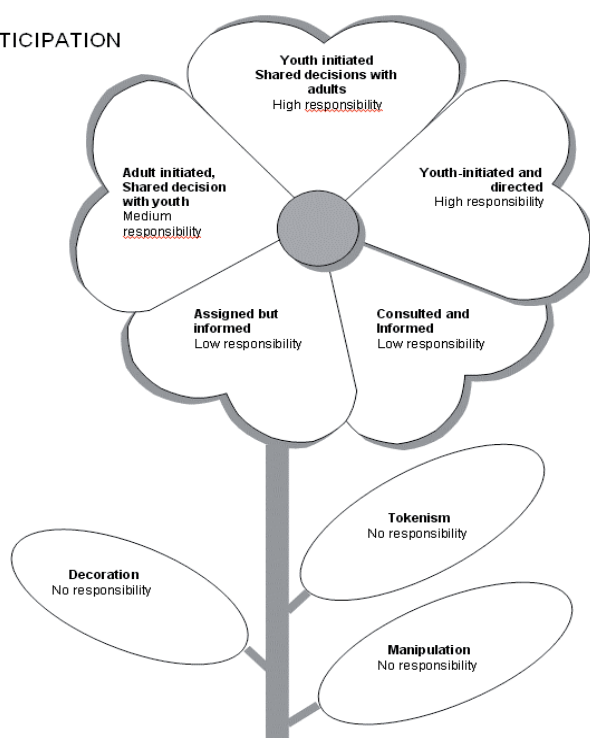 TICIPATION
Youth initiated
Shared decisions with
adults
High responsibility
Youth-initiated and
directed
High responsibility
Adult initiated,
Shared decision
with youth
Medium
responsibility
Assigned but
informed
Low responsibility
Consulted and
Informed
Low responsibility
Tokenism
No responsibility
Decoration
No responsibility
Manipulation
No responsibility